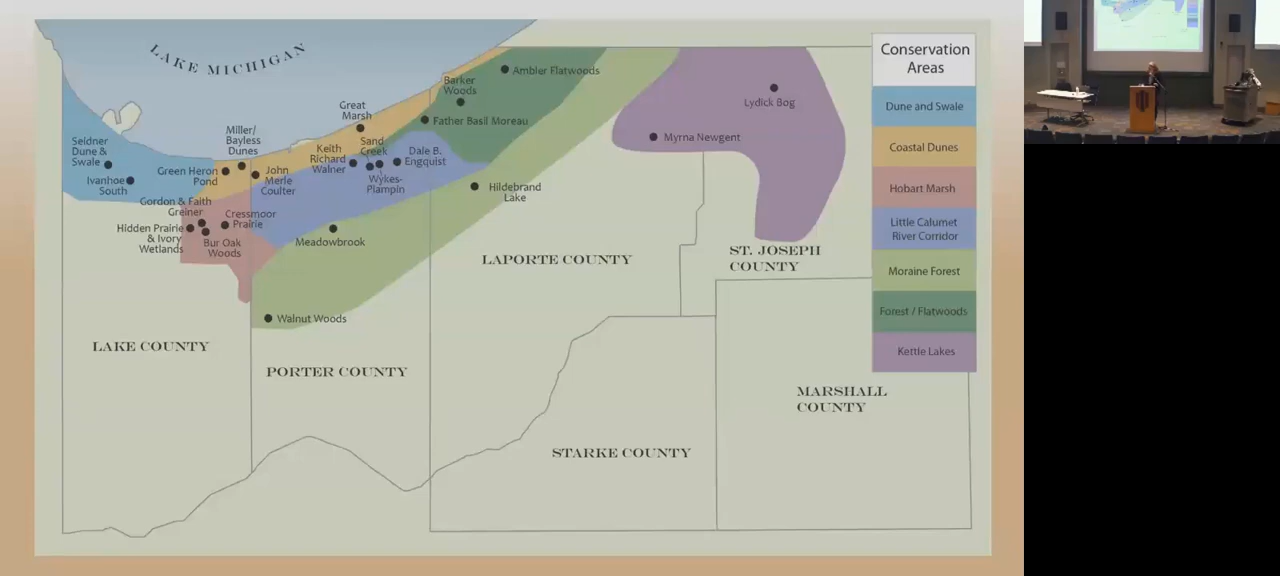 LAKE MICHIGAN
Conservation
Areas
Dune and Swale
Coastal Dunes
Hobart Marsh
Little Calumet
River Corridor
Moraine Forest
Forest / Flatwoods
Kettle Lakes
Ambler Flatwoods
Barker
Woods
Father Basil Moreau
Great
Marsh
Sand
Creek
Keith
Richard
Walner
Dale B.
Engquist
Wykes-
Plampin
Miller/
Bayless
Dunes
Green Heron
Pond
John
Merle
Coulter
Seidner
Dune &
Swale
Ivanhoe
South
Gordon & Faith
Greiner
Cressmoor
Prairie
Hidden Prairie
& Ivory
Wetlands
Bur Oak
Woods
Meadowbrook
Hildebrand
Lake
Walnut Woods
Lydick Bog
Myrna Newgent
LAKE COUNTY
PORTER COUNTY
LAPORTE COUNTY
ST. JOSEPH
COUNTY
STARKE COUNTY
MARSHALL
COUNTY